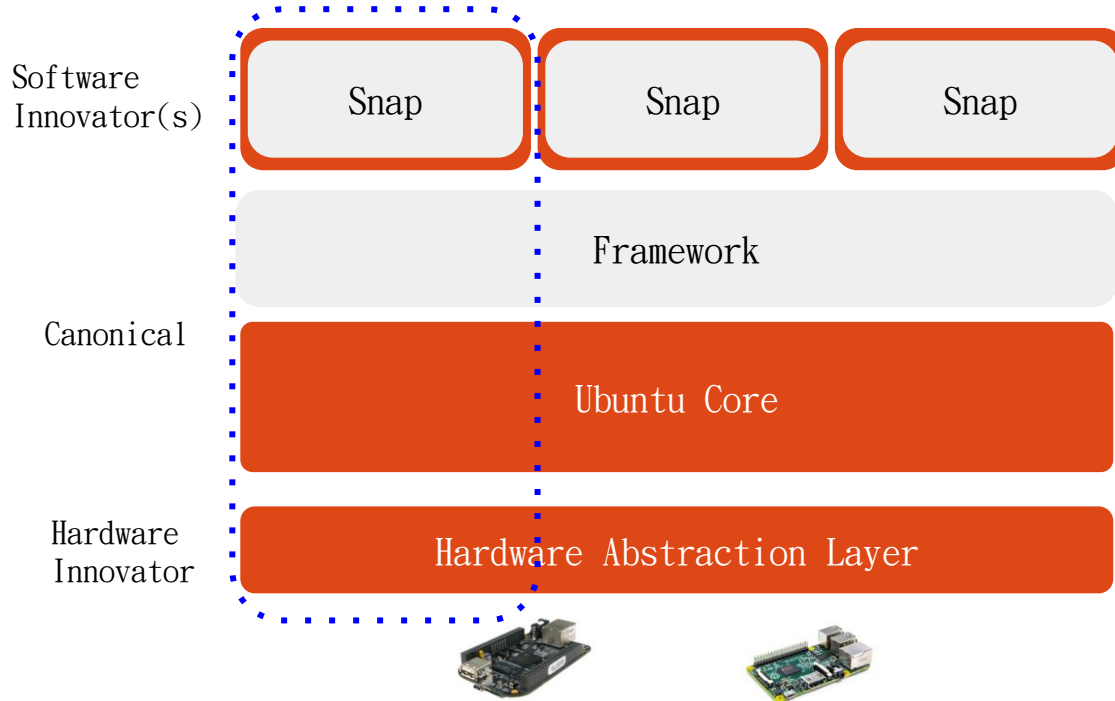 Software
Innovator(s)
Snap
Snap
Snap
Framework
Canonical
Ubuntu Core
Hardware
Innovator
Hardware Abstraction Layer